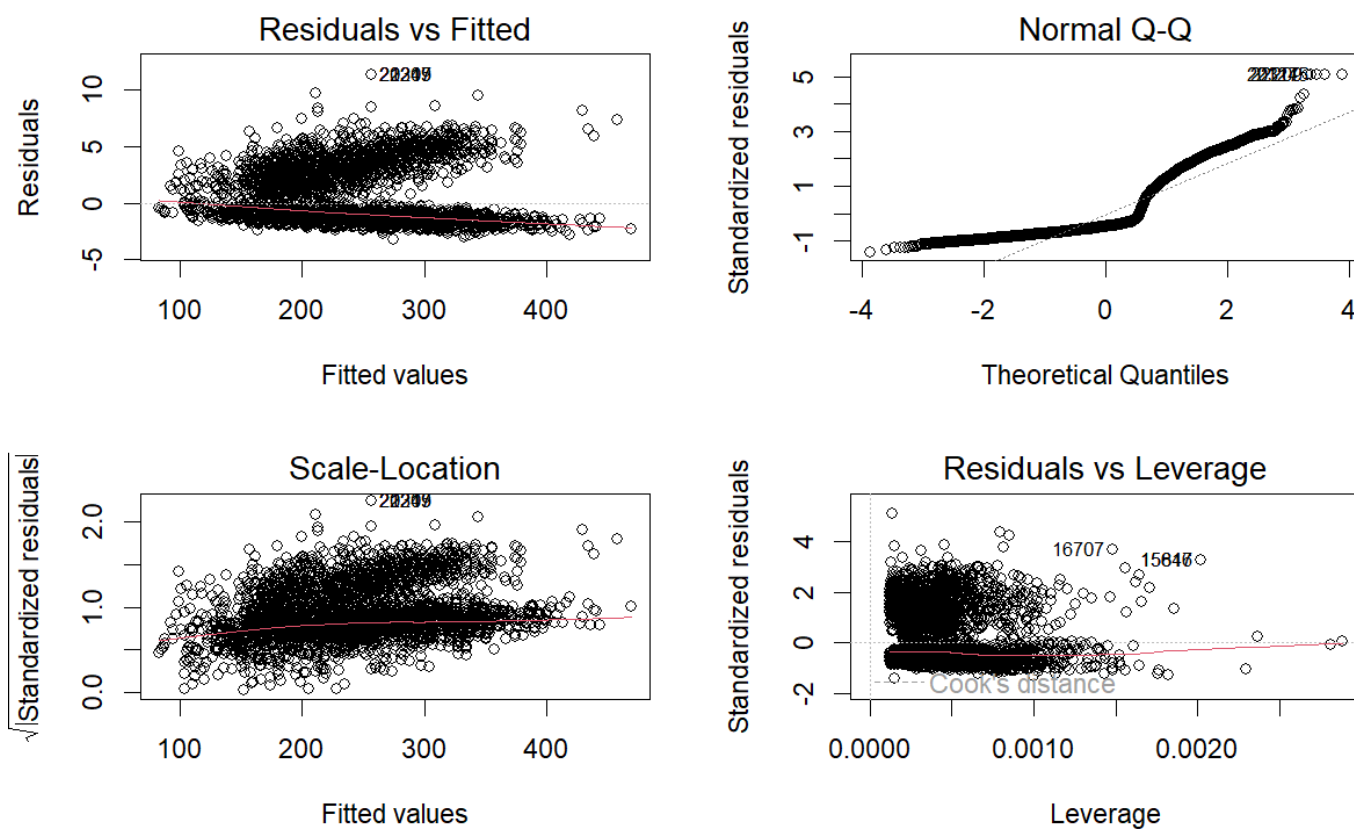 Residuals vs Fitted
Residuals
10
5
0
-5
100 200 300 400
Fitted values
Normal Q-Q
Standardized residuals
5
3
1
-1
-4 -2 0 2 4
Theoretical Quantiles
Scale-Location
√|Standardized residuals|
2.0
1.0
0.0
100 200 300 400
Fitted values
Residuals vs Leverage
Standardized residuals
4
2
0
-2
16707
Cook's distance
0.0000 0.0010 0.0020
Leverage